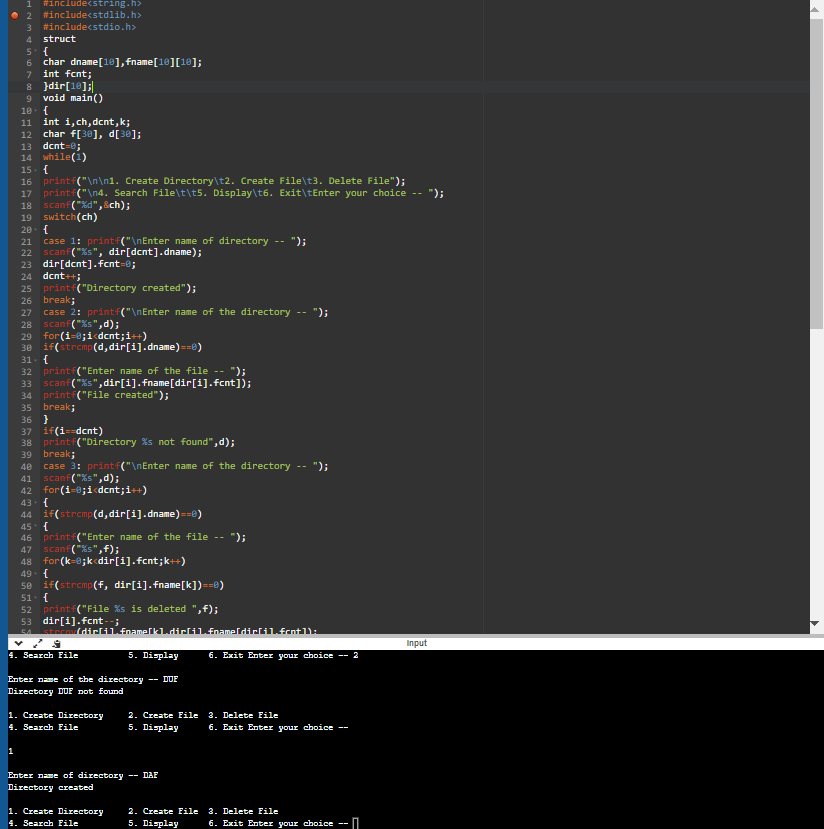 1 #include<string.h>
2 #include<stdlib.h>
3 #include<stdio.h>
4 struct
5 {
6 char dname[10],fname[10][10];
7 int fcnt;
8 }dir[10];
9 void main()
10 {
11 int i,ch,dcnt,k;
12 char f[30], d[30];
13 dcnt=0;
14 while(1)
15 {
16 printf("\n\n1. Create Directory\t2. Create File\t3. Delete File");
17 printf("\n4. Search File\t\t5. Display\t6. Exit\tEnter your choice -- ");
18 scanf("%d",&ch);
19 switch(ch)
20 {
21 case 1: printf("\nEnter name of directory -- ");
22 scanf("%s", dir[dcnt].dname);
23 dir[dcnt].fcnt=0;
24 dcnt++;
25 printf("Directory created");
26 break;
27 case 2: printf("\nEnter name of the directory -- ");
28 scanf("%s",d);
29 for(i=0;i<dcnt;i++)
30 if(strcmp(d,dir[i].dname)==0)
31 {
32 printf("Enter name of the file -- ");
33 scanf("%s",dir[i].fname[dir[i].fcnt]);
34 printf("File created");
35 break;
36 }
37 if(i==dcnt)
38 printf("Directory %s not found",d);
39 break;
40 case 3: printf("\nEnter name of the directory -- ");
41 scanf("%s",d);
42 for(i=0;i<dcnt;i++)
43 {
44 if(strcmp(d,dir[i].dname)==0)
45 {
46 printf("Enter name of the file -- ");
47 scanf("%s",f);
48 for(k=0;k<dir[i].fcnt;k++)
49 {
50 if(strcmp(f, dir[i].fname[k])==0)
51 {
52 printf("File %s is deleted ",f);
53 dir[i].fcnt--;
54 strcpy(dir[i].fname[k],dir[i].fname[dir[i].fcnt]);
input
4. Search File 5. Display 6. Exit Enter your choice -- 2
Enter name of the directory -- DUF
Directory DUF not found
1. Create Directory 2. Create File 3. Delete File
4. Search File 5. Display 6. Exit Enter your choice --
1
Enter name of directory -- DAF
Directory created
1. Create Directory 2. Create File 3. Delete File
4. Search File 5. Display 6. Exit Enter your choice --